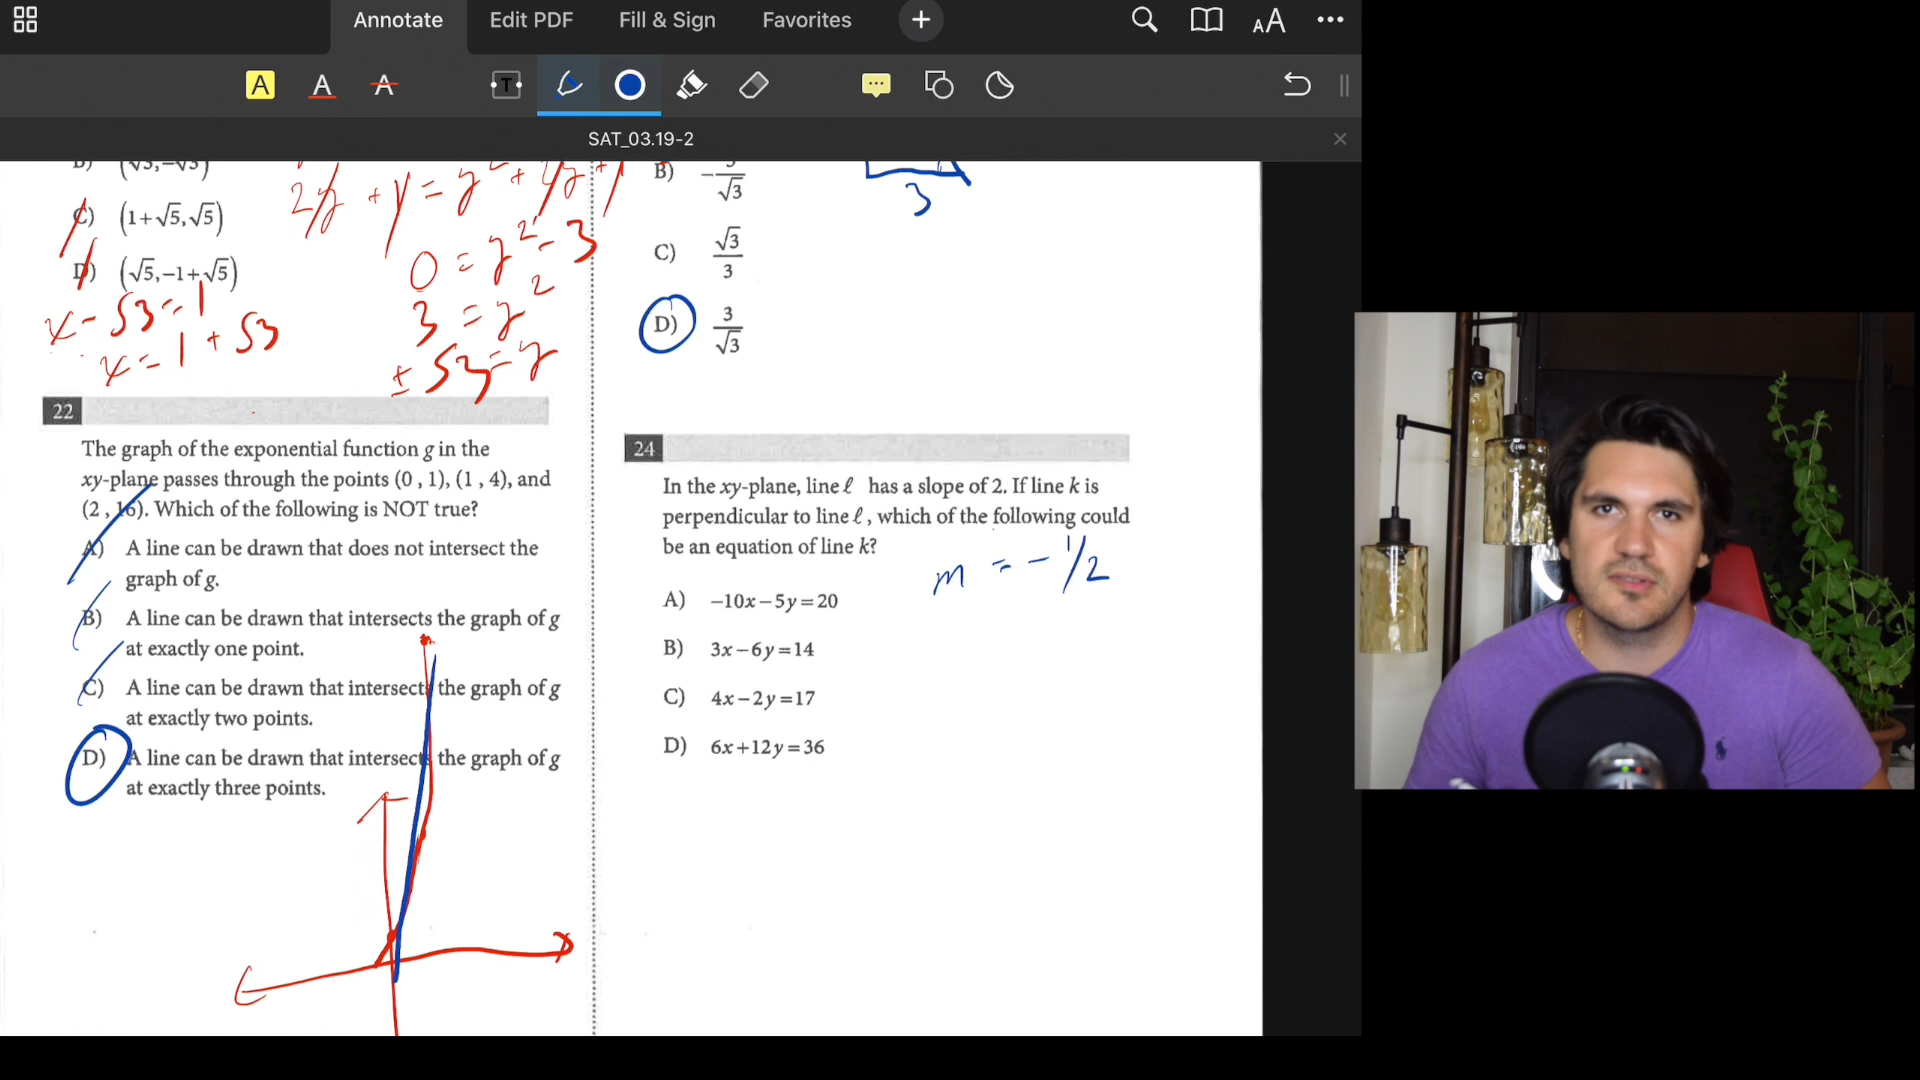 Annotate Edit PDF Fill & Sign Favorites
SAT_03.19-2
B) (√3,−√3)
C) (1+√5,√5)
D) (√5,−1+√5)
x - √3 = 1
x = 1 + √3
0 = y² - 3
3 = y²
± √3 = y
22
The graph of the exponential function g in the
xy-plane passes through the points (0 , 1), (1 , 4), and
(2 , 16). Which of the following is NOT true?
A) A line can be drawn that does not intersect the
graph of g.
B) A line can be drawn that intersects the graph of g
at exactly one point.
C) A line can be drawn that intersects the graph of g
at exactly two points.
D) A line can be drawn that intersects the graph of g
at exactly three points.
B)
√3
3
C) √3/3
D) 3/√3
24
In the xy-plane, line ℓ has a slope of 2. If line k is
perpendicular to line ℓ, which of the following could
be an equation of line k?
m = - 1/2
A) −10x−5y=20
B) 3x−6y=14
C) 4x−2y=17
D) 6x+12y=36